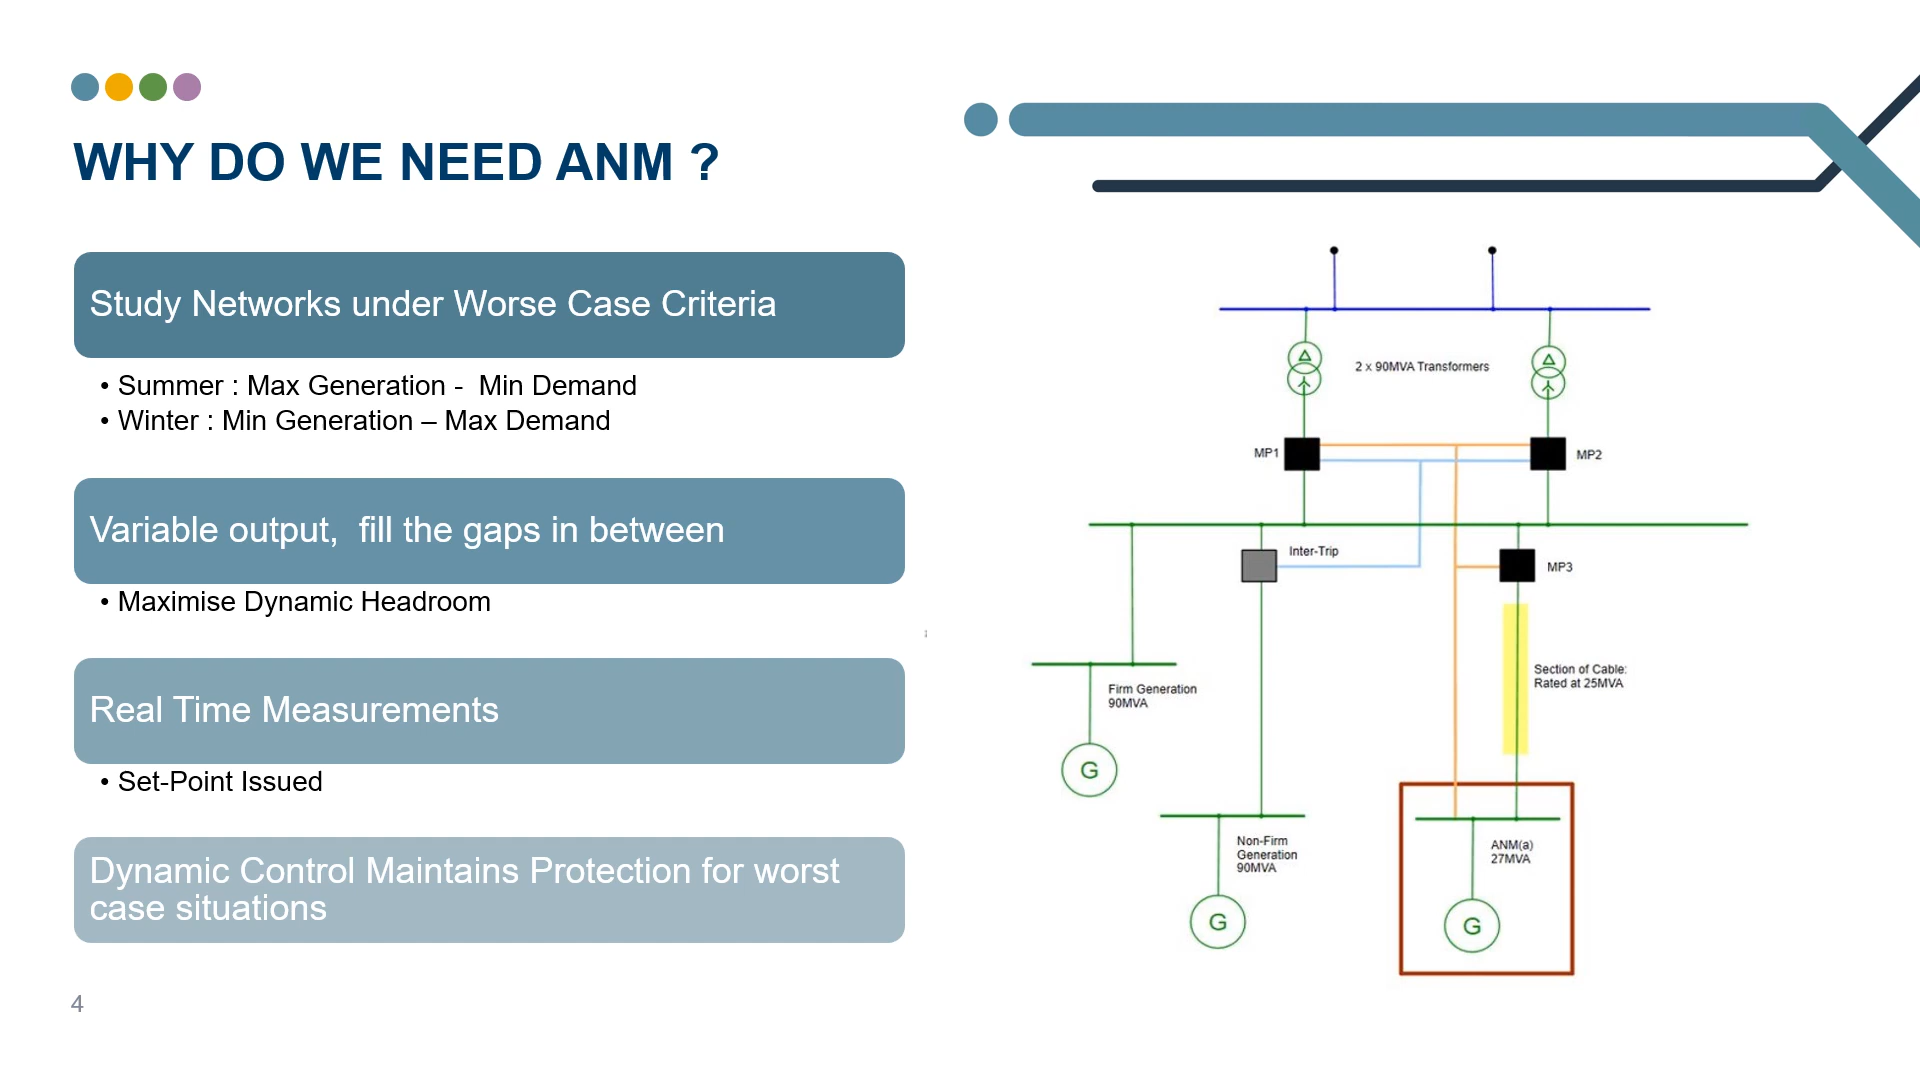 WHY DO WE NEED ANM ?
Study Networks under Worse Case Criteria
• Summer : Max Generation -  Min Demand
• Winter : Min Generation – Max Demand
Variable output,  fill the gaps in between
• Maximise Dynamic Headroom
Real Time Measurements
• Set-Point Issued
Dynamic Control Maintains Protection for worst
case situations
4
2 x 90MVA Transformers
MP1
MP2
Inter-Trip
MP3
Section of Cable:
Rated at 25MVA
Firm Generation
90MVA
G
Non-Firm
Generation
90MVA
G
ANM(a)
27MVA
G